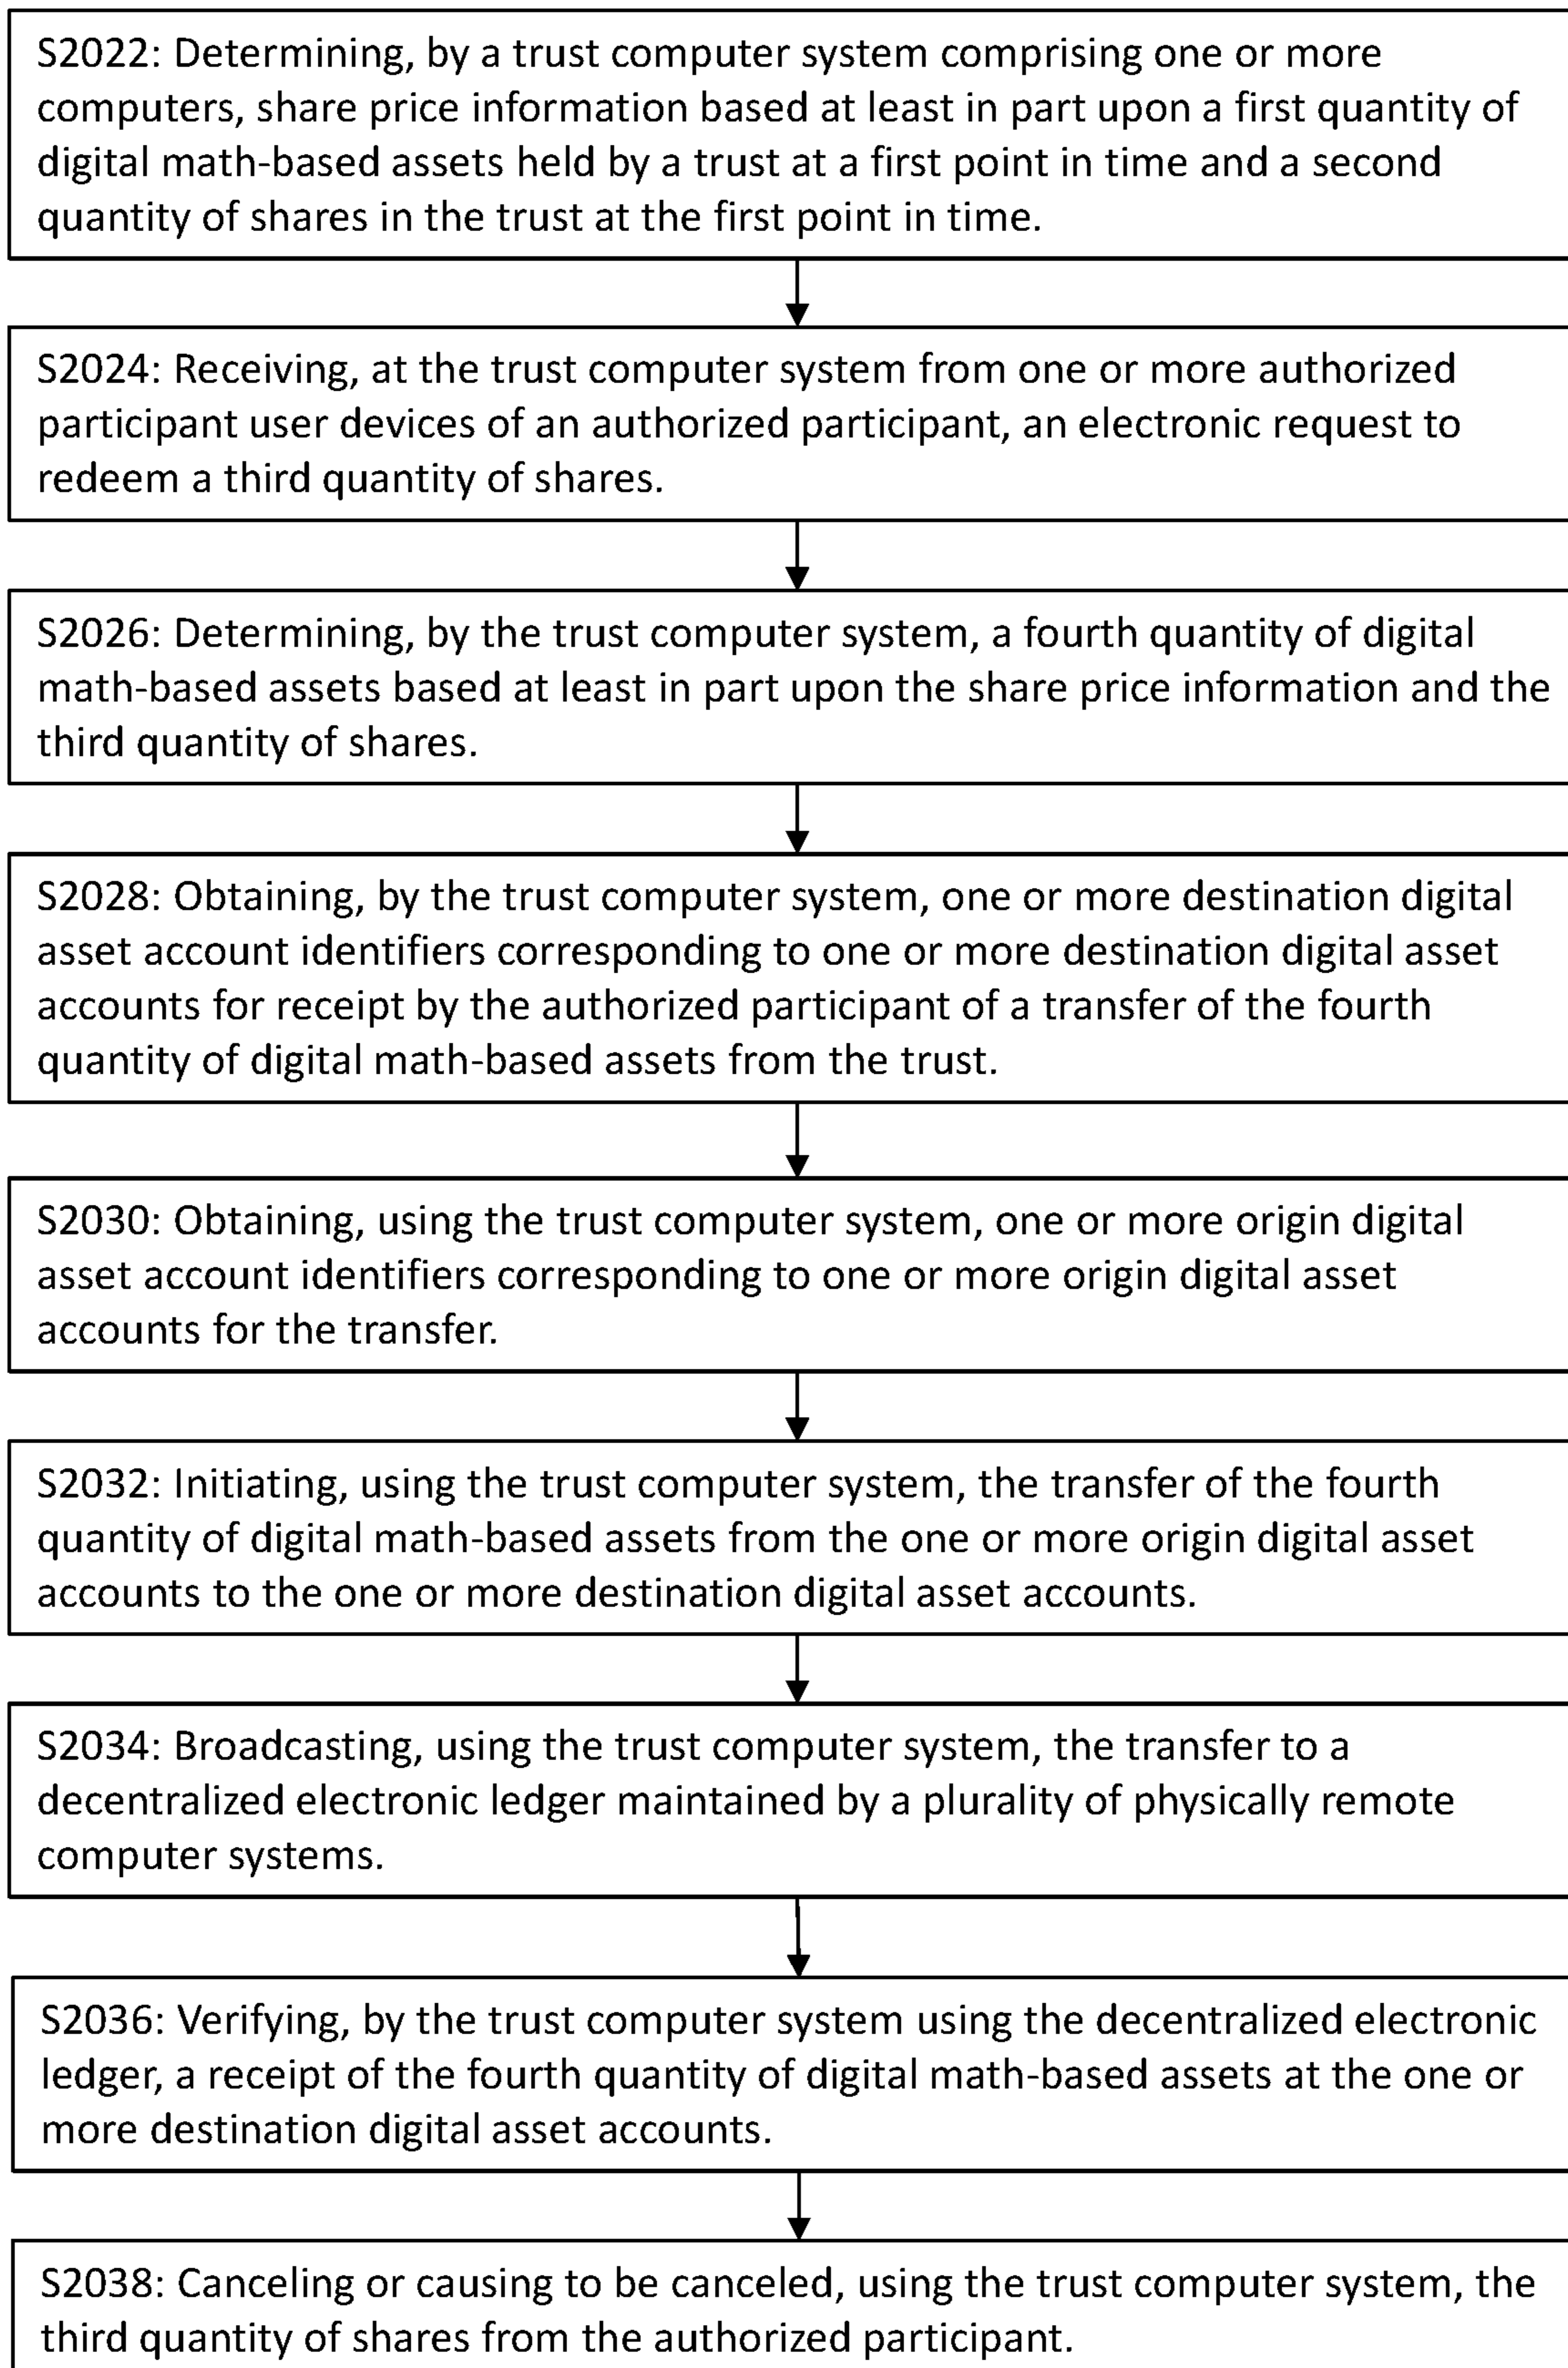 S2022: Determining, by a trust computer system comprising one or more
computers, share price information based at least in part upon a first quantity of
digital math-based assets held by a trust at a first point in time and a second
quantity of shares in the trust at the first point in time.
S2024: Receiving, at the trust computer system from one or more authorized
participant user devices of an authorized participant, an electronic request to
redeem a third quantity of shares.
S2026: Determining, by the trust computer system, a fourth quantity of digital
math-based assets based at least in part upon the share price information and the
third quantity of shares.
S2028: Obtaining, by the trust computer system, one or more destination digital
asset account identifiers corresponding to one or more destination digital asset
accounts for receipt by the authorized participant of a transfer of the fourth
quantity of digital math-based assets from the trust.
S2030: Obtaining, using the trust computer system, one or more origin digital
asset account identifiers corresponding to one or more origin digital asset
accounts for the transfer.
S2032: Initiating, using the trust computer system, the transfer of the fourth
quantity of digital math-based assets from the one or more origin digital asset
accounts to the one or more destination digital asset accounts.
S2034: Broadcasting, using the trust computer system, the transfer to a
decentralized electronic ledger maintained by a plurality of physically remote
computer systems.
S2036: Verifying, by the trust computer system using the decentralized electronic
ledger, a receipt of the fourth quantity of digital math-based assets at the one or
more destination digital asset accounts.
S2038: Canceling or causing to be canceled, using the trust computer system, the
third quantity of shares from the authorized participant.